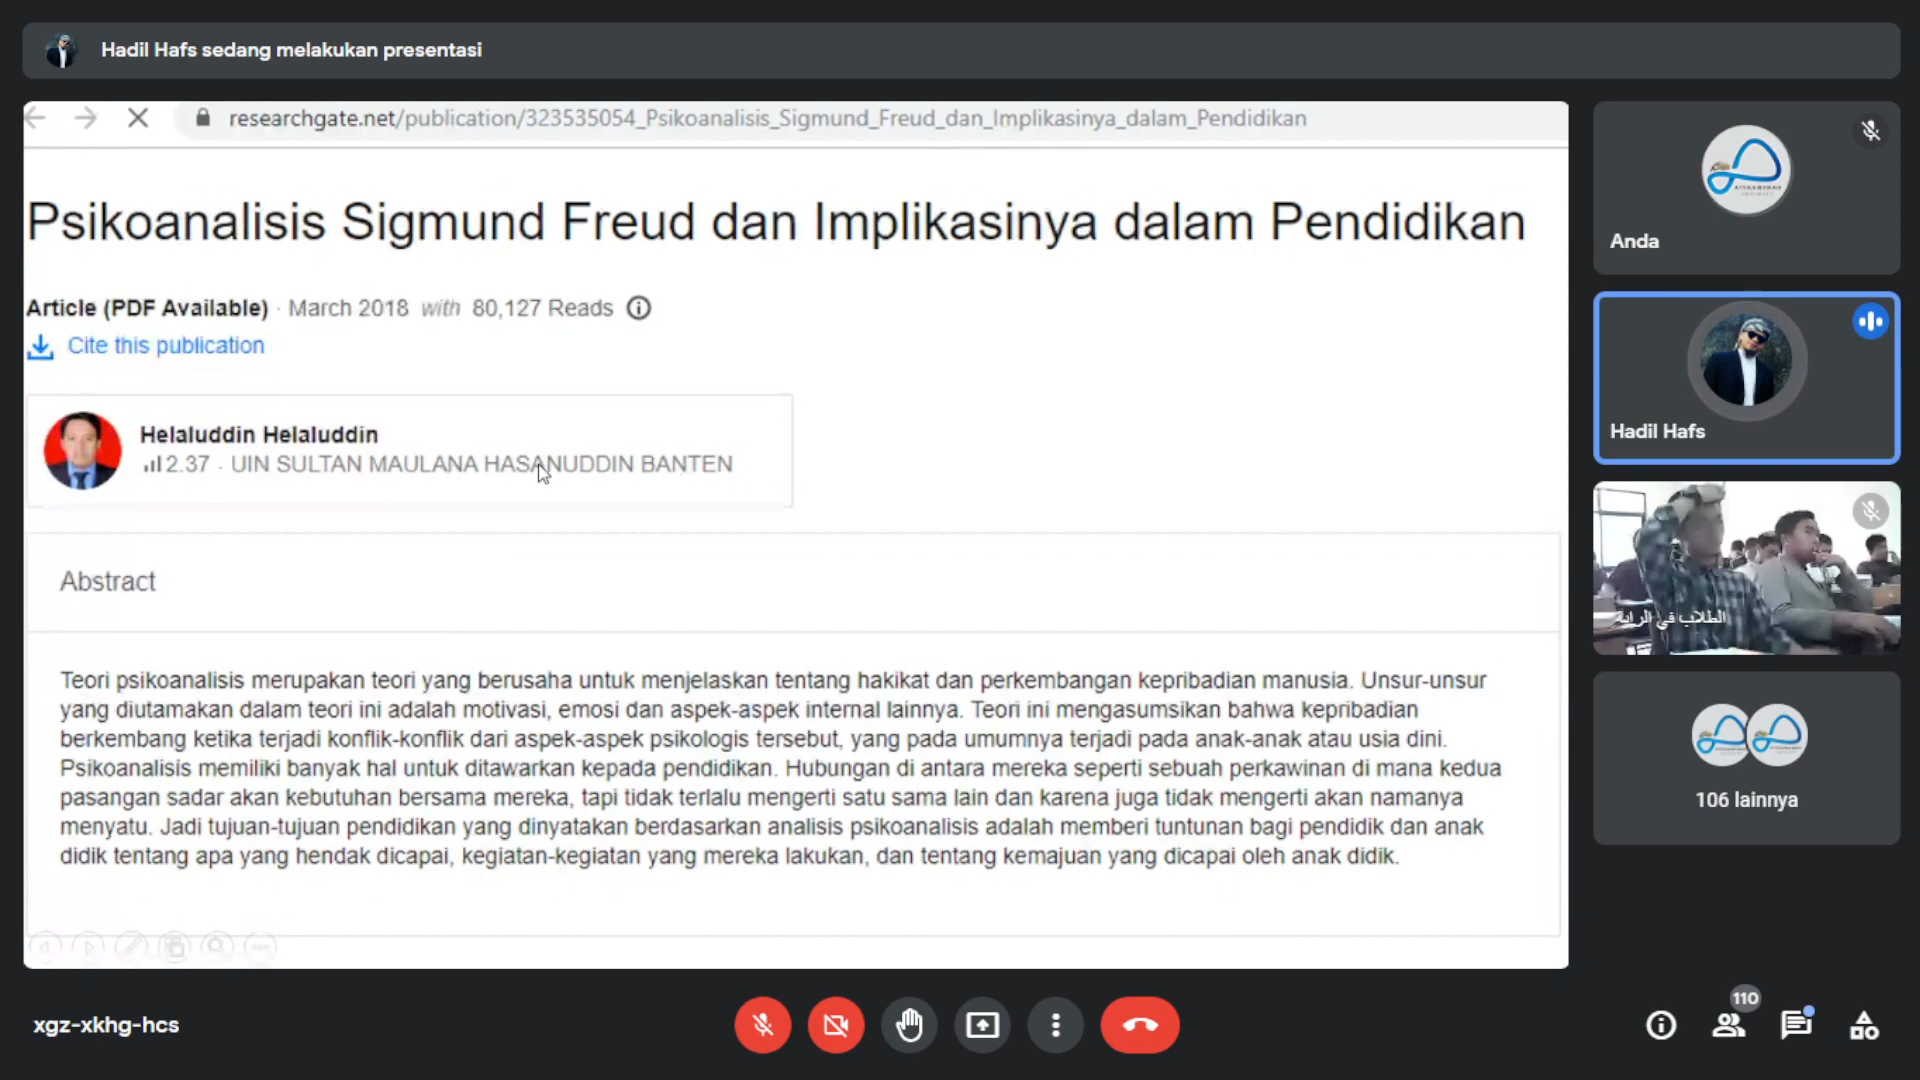 Hadil Hafs sedang melakukan presentasi
researchgate.net/publication/323535054_Psikoanalisis_Sigmund_Freud_dan_Implikasinya_dalam_Pendidikan
Psikoanalisis Sigmund Freud dan Implikasinya dalam Pendidikan
Article (PDF Available) · March 2018 with 80,127 Reads
Cite this publication
Helaluddin Helaluddin
2.37 · UIN SULTAN MAULANA HASANUDDIN BANTEN
Abstract
Teori psikoanalisis merupakan teori yang berusaha untuk menjelaskan tentang hakikat dan perkembangan kepribadian manusia. Unsur-unsur
yang diutamakan dalam teori ini adalah motivasi, emosi dan aspek-aspek internal lainnya. Teori ini mengasumsikan bahwa kepribadian
berkembang ketika terjadi konflik-konflik dari aspek-aspek psikologis tersebut, yang pada umumnya terjadi pada anak-anak atau usia dini.
Psikoanalisis memiliki banyak hal untuk ditawarkan kepada pendidikan. Hubungan di antara mereka seperti sebuah perkawinan di mana kedua
pasangan sadar akan kebutuhan bersama mereka, tapi tidak terlalu mengerti satu sama lain dan karena juga tidak mengerti akan namanya
menyatu. Jadi tujuan-tujuan pendidikan yang dinyatakan berdasarkan analisis psikoanalisis adalah memberi tuntunan bagi pendidik dan anak
didik tentang apa yang hendak dicapai, kegiatan-kegiatan yang mereka lakukan, dan tentang kemajuan yang dicapai oleh anak didik.
Anda
Hadil Hafs
الطلاب في الراية
106 lainnya
xgz-xkhg-hcs
110